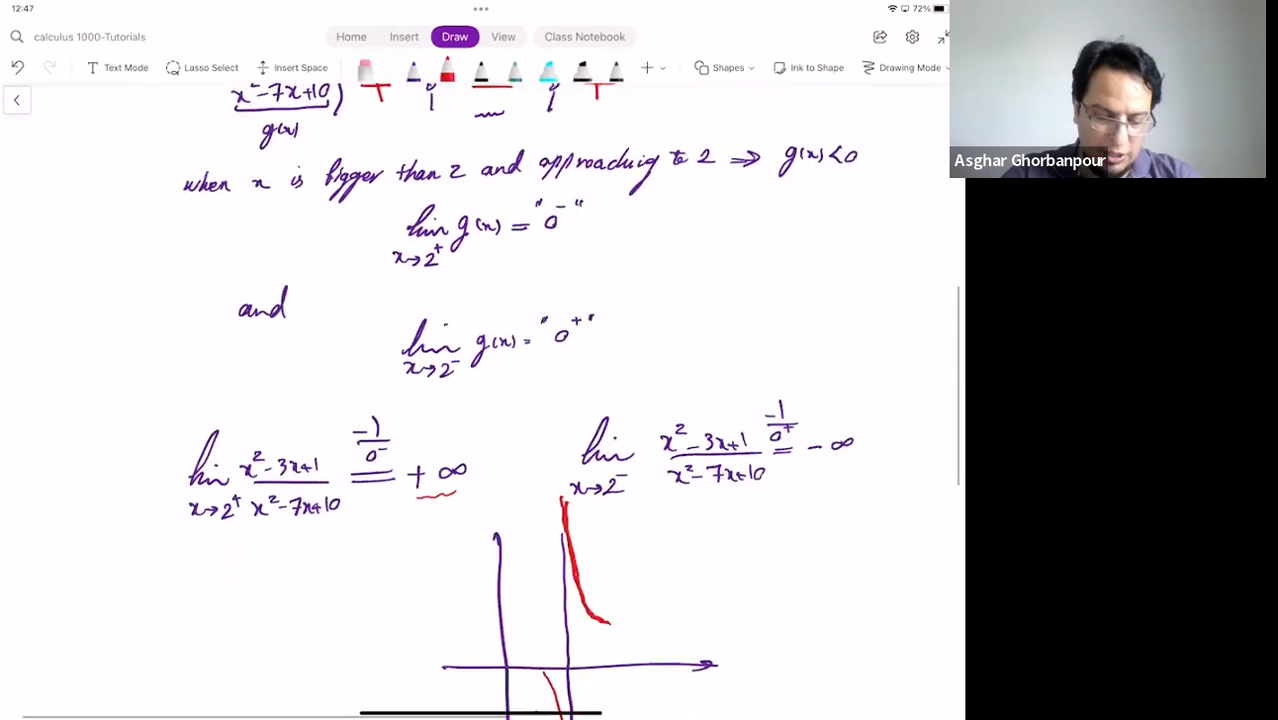 12:47
72%
calculus 1000-Tutorials
Home Insert Draw View Class Notebook
Text Mode Lasso Select Insert Space Shapes Ink to Shape Drawing Mode
Asghar Ghorbanpour
x²-7x+10
g(x)
when x is bigger than 2 and approaching to 2 ⇒ g(x)<0
lim g(x) = "0⁻"
x→2⁺
and
lim g(x) = "0⁺"
x→2⁻
lim x²-3x+1 / x²-7x+10 = -1/0⁻ + ∞
x→2⁺
lim x²-3x+1 / x²-7x+10 = -1/0⁺ - ∞
x→2⁻